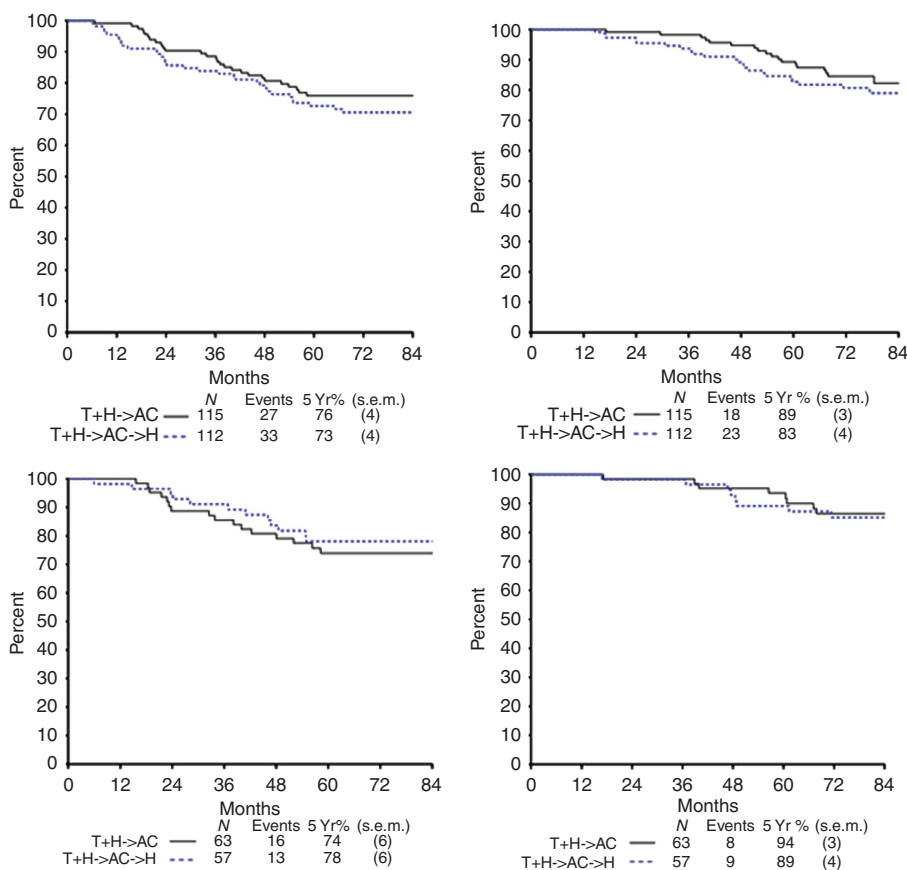 100
90
80
70
60
50
40
30
20
10
0
Percent
0 12 24 36 48 60 72 84
Months
N Events 5 Yr% (s.e.m.)
T+H->AC 115 27 76 (4)
T+H->AC->H 112 33 73 (4)
100
90
80
70
60
50
40
30
20
10
0
Percent
0 12 24 36 48 60 72 84
Months
N Events 5 Yr% (s.e.m.)
T+H->AC 115 18 89 (3)
T+H->AC->H 112 23 83 (4)
100
90
80
70
60
50
40
30
20
10
0
Percent
0 12 24 36 48 60 72 84
Months
N Events 5 Yr% (s.e.m.)
T+H->AC 63 16 74 (6)
T+H->AC->H 57 13 78 (6)
100
90
80
70
60
50
40
30
20
10
0
Percent
0 12 24 36 48 60 72 84
Months
N Events 5 Yr % (s.e.m.)
T+H->AC 63 8 94 (3)
T+H->AC->H 57 9 89 (4)